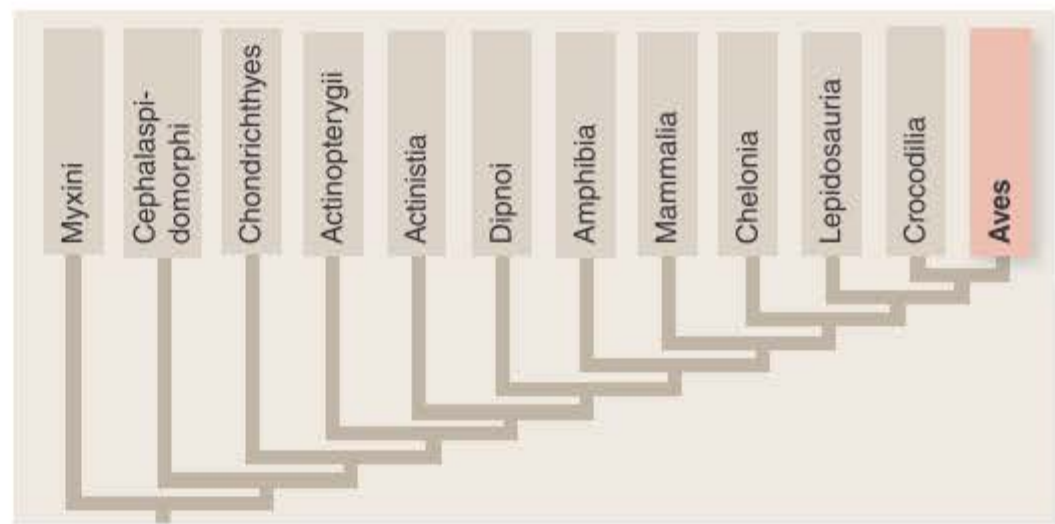 Myxini
Cephalaspi-
domorphi
Chondrichthyes
Actinopterygii
Actinistia
Dipnoi
Amphibia
Mammalia
Chelonia
Lepidosauria
Crocodilia
Aves